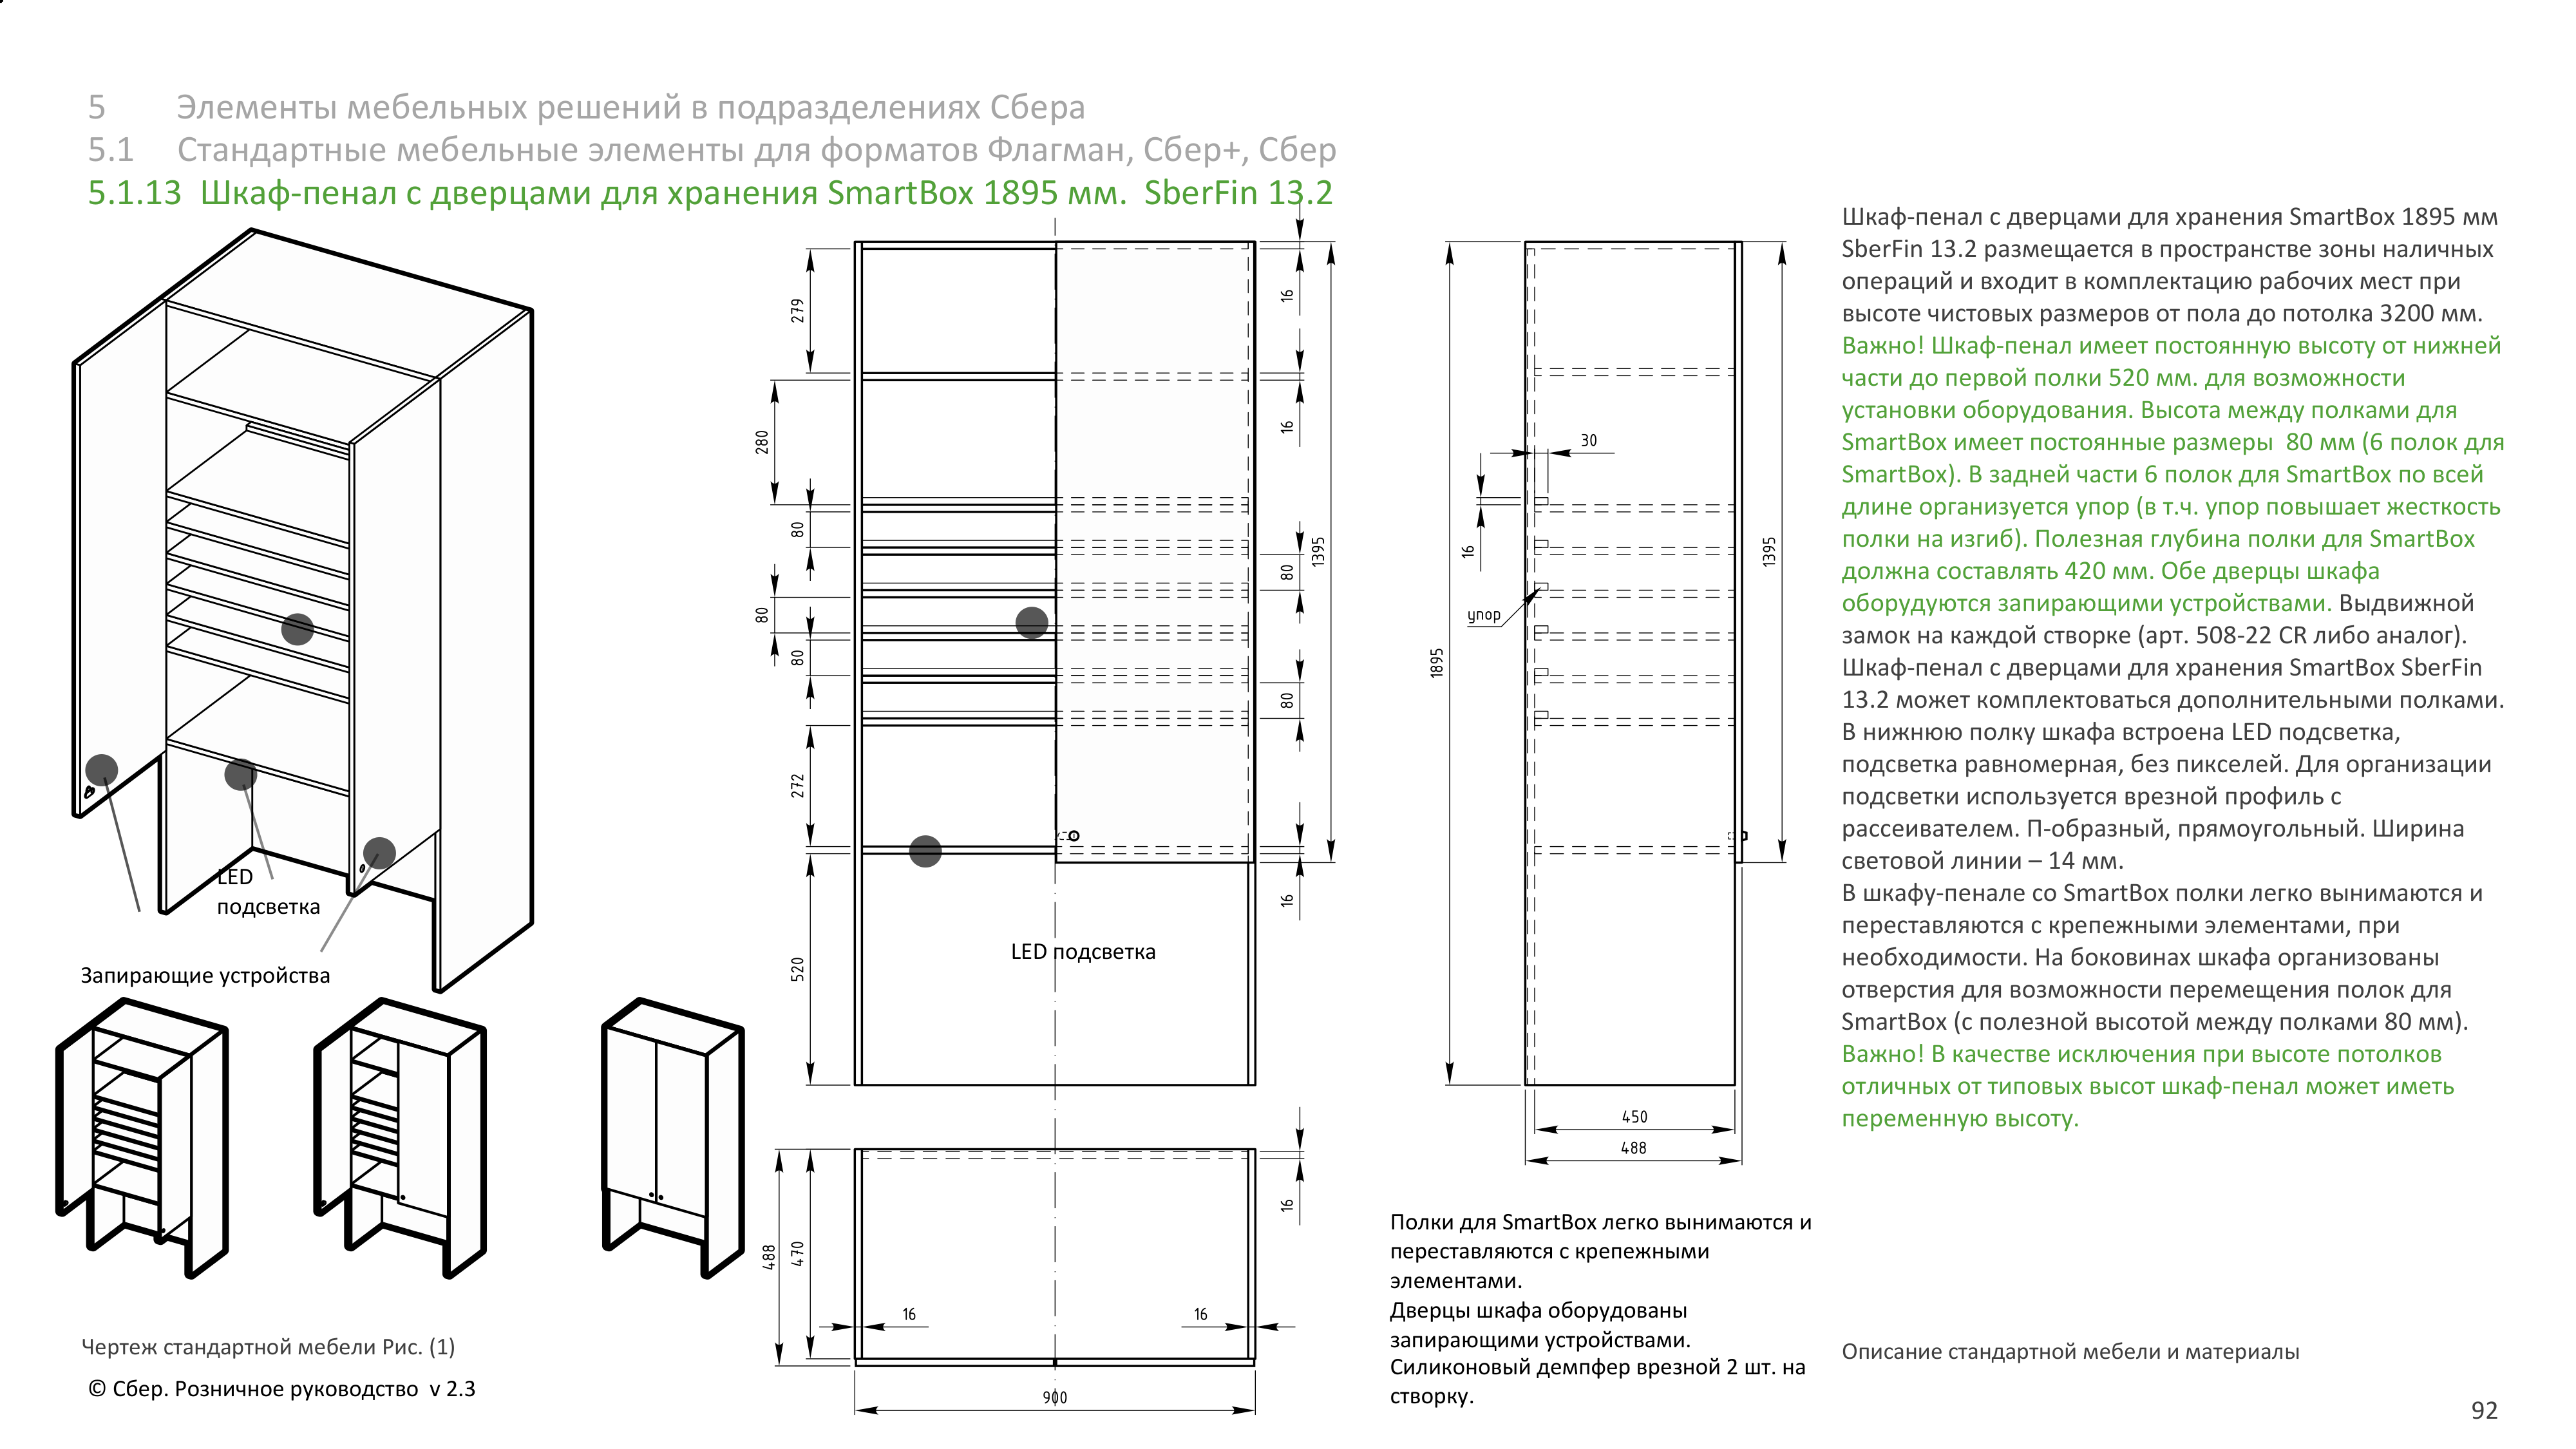 5 Элементы мебельных решений в подразделениях Сбера
5.1 Стандартные мебельные элементы для форматов Флагман, Сбер+, Сбер
5.1.13 Шкаф-пенал с дверцами для хранения SmartBox 1895 мм. SberFin 13.2
LED
подсветка
Запирающие устройства
279
280
80
80
80
272
520
16
16
80
80
16
1395
LED подсветка
488
470
16
16
16
900
30
16
упор
1895
1395
450
488
Полки для SmartBox легко вынимаются и
переставляются с крепежными
элементами.
Дверцы шкафа оборудованы
запирающими устройствами.
Силиконовый демпфер врезной 2 шт. на
створку.
Шкаф-пенал с дверцами для хранения SmartBox 1895 мм
SberFin 13.2 размещается в пространстве зоны наличных
операций и входит в комплектацию рабочих мест при
высоте чистовых размеров от пола до потолка 3200 мм.
Важно! Шкаф-пенал имеет постоянную высоту от нижней
части до первой полки 520 мм. для возможности
установки оборудования. Высота между полками для
SmartBox имеет постоянные размеры 80 мм (6 полок для
SmartBox). В задней части 6 полок для SmartBox по всей
длине организуется упор (в т.ч. упор повышает жесткость
полки на изгиб). Полезная глубина полки для SmartBox
должна составлять 420 мм. Обе дверцы шкафа
оборудуются запирающими устройствами. Выдвижной
замок на каждой створке (арт. 508-22 CR либо аналог).
Шкаф-пенал с дверцами для хранения SmartBox SberFin
13.2 может комплектоваться дополнительными полками.
В нижнюю полку шкафа встроена LED подсветка,
подсветка равномерная, без пикселей. Для организации
подсветки используется врезной профиль с
рассеивателем. П-образный, прямоугольный. Ширина
световой линии – 14 мм.
В шкафу-пенале со SmartBox полки легко вынимаются и
переставляются с крепежными элементами, при
необходимости. На боковинах шкафа организованы
отверстия для возможности перемещения полок для
SmartBox (с полезной высотой между полками 80 мм).
Важно! В качестве исключения при высоте потолков
отличных от типовых высот шкаф-пенал может иметь
переменную высоту.
Чертеж стандартной мебели Рис. (1)
Описание стандартной мебели и материалы
© Сбер. Розничное руководство v 2.3
92